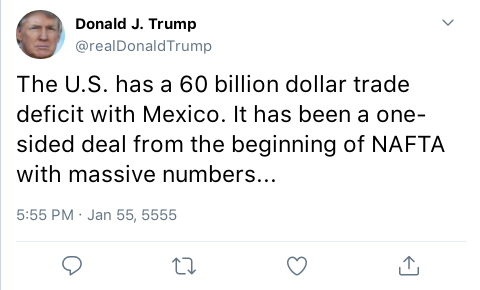 Donald J. Trump
@realDonaldTrump
The U.S. has a 60 billion dollar trade
deficit with Mexico. It has been a one-
sided deal from the beginning of NAFTA
with massive numbers...
5:55 PM · Jan 55, 5555